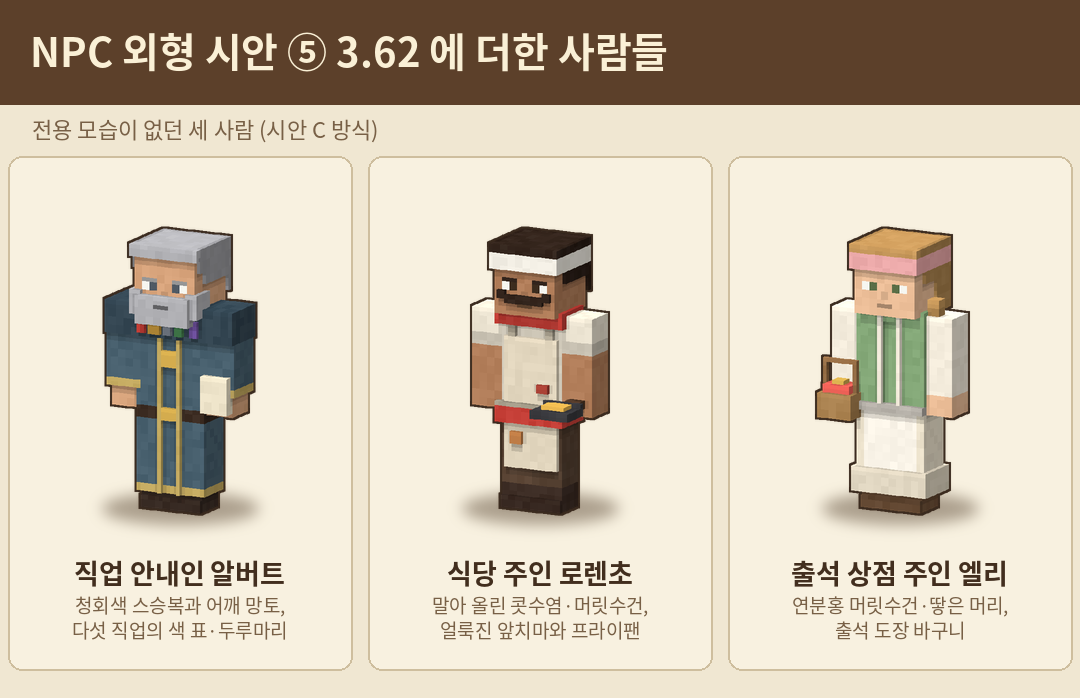 NPC 외형 시안 ⑤ 3.62 에 더한 사람들
전용 모습이 없던 세 사람 (시안 C 방식)
직업 안내인 알버트
청회색 스승복과 어깨 망토,
다섯 직업의 색 표·두루마리
식당 주인 로렌초
말아 올린 콧수염·머릿수건,
얼룩진 앞치마와 프라이팬
출석 상점 주인 엘리
연분홍 머릿수건·땋은 머리,
출석 도장 바구니